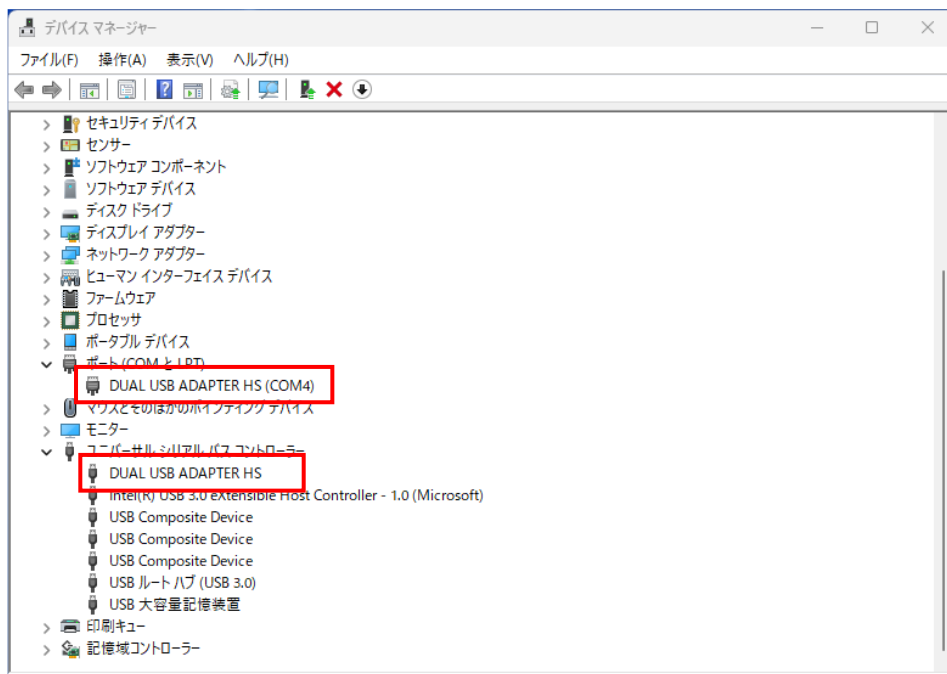 デバイス マネージャー
ファイル(F) 操作(A) 表示(V) ヘルプ(H)
セキュリティ デバイス
センサー
ソフトウェア コンポーネント
ソフトウェア デバイス
ディスク ドライブ
ディスプレイ アダプター
ネットワーク アダプター
ヒューマン インターフェイス デバイス
ファームウェア
プロセッサ
ポータブル デバイス
ポート (COM と LPT)
DUAL USB ADAPTER HS (COM4)
マウスとそのほかのポインティング デバイス
モニター
ユニバーサル シリアル バス コントローラー
DUAL USB ADAPTER HS
Intel(R) USB 3.0 eXtensible Host Controller - 1.0 (Microsoft)
USB Composite Device
USB Composite Device
USB Composite Device
USB ルート ハブ (USB 3.0)
USB 大容量記憶装置
印刷キュー
記憶域コントローラー